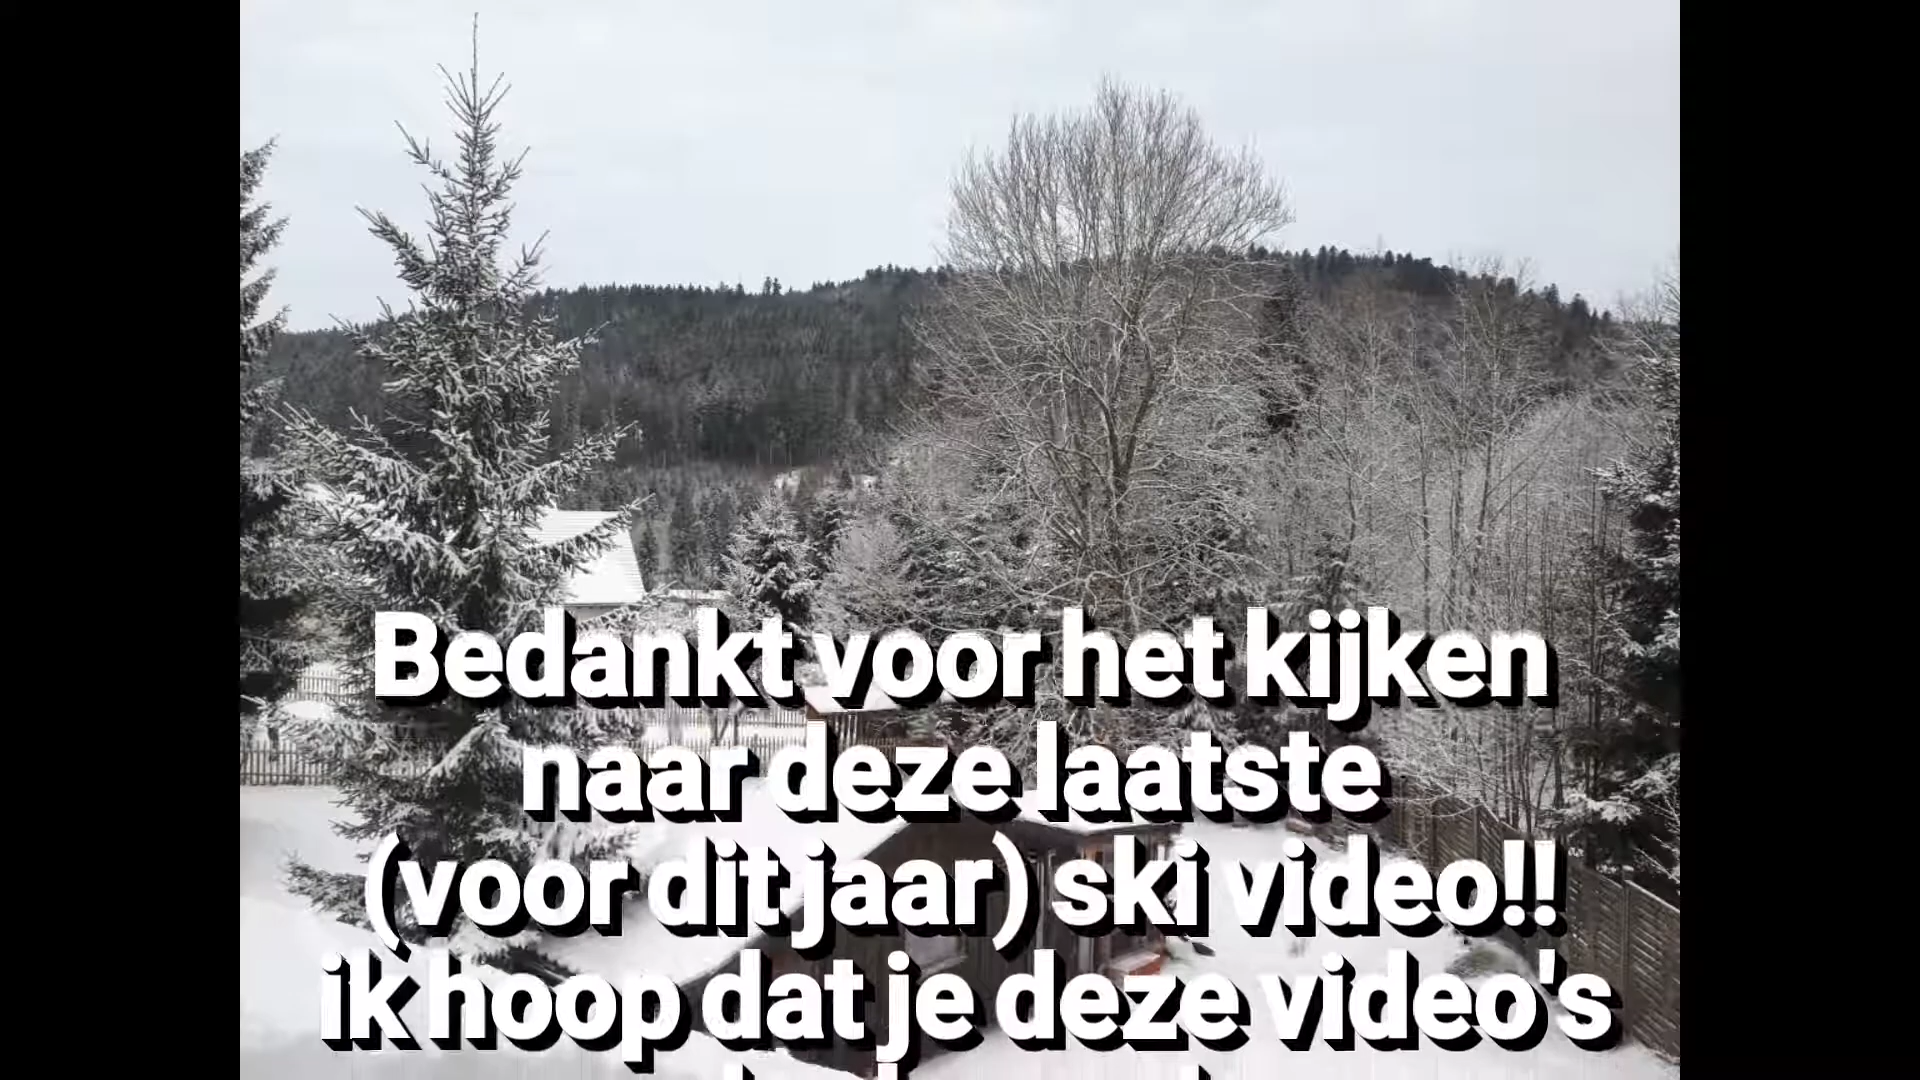 Bedankt voor het kijken
naar deze laatste
(voor dit jaar) ski video!!
ik hoop dat je deze video's